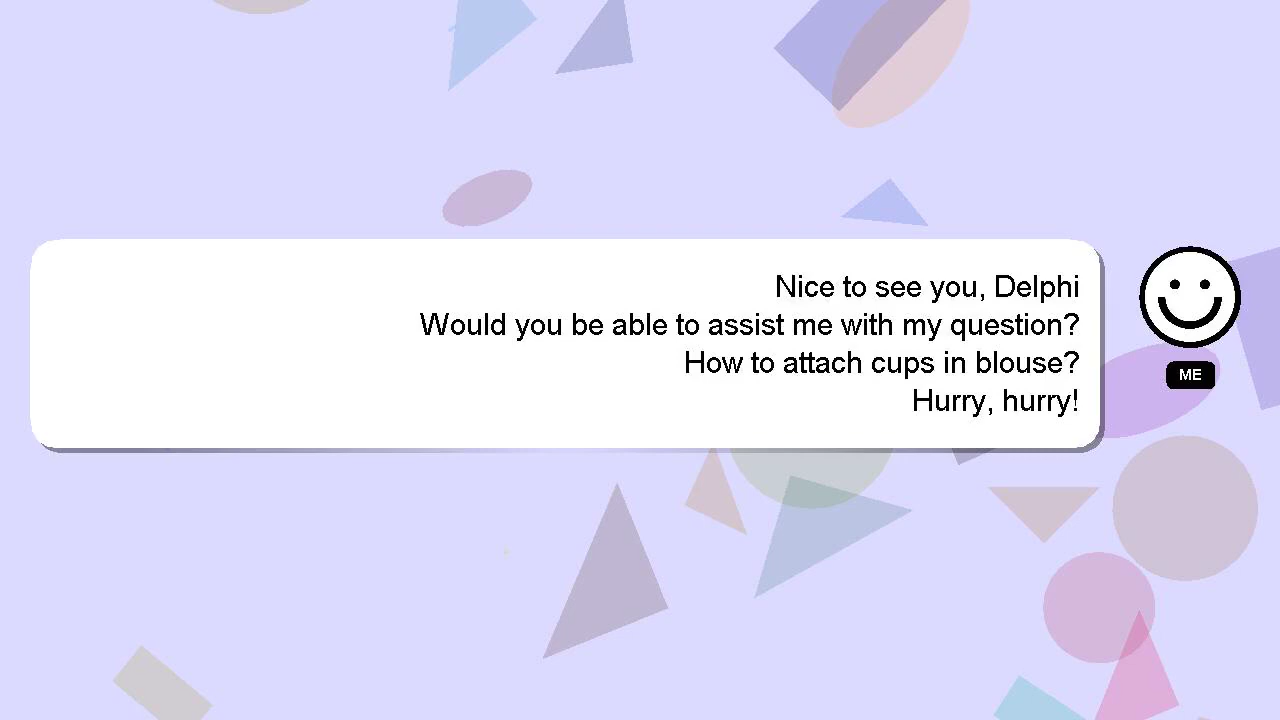 Nice to see you, Delphi
Would you be able to assist me with my question?
How to attach cups in blouse?
Hurry, hurry!
ME